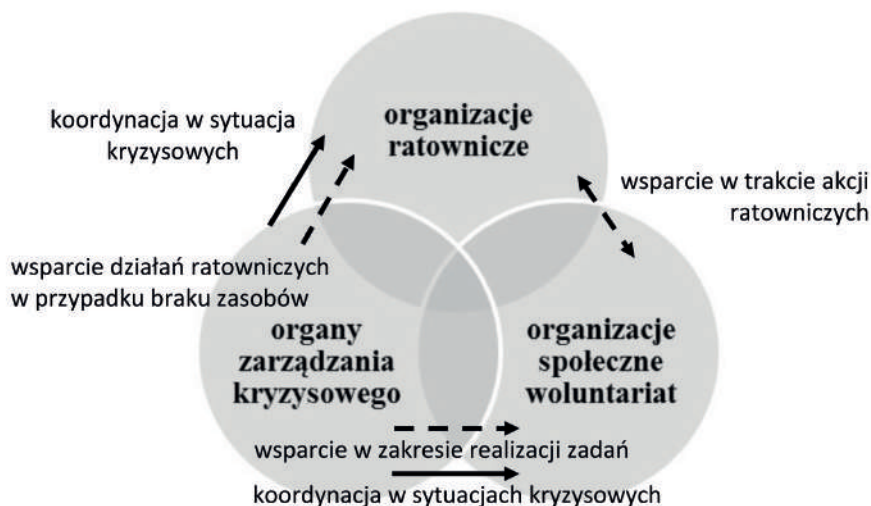 organizacje
ratownicze
koordynacja w sytuacja
kryzysowych
wsparcie w trakcie akcji
ratowniczych
wsparcie działań ratowniczych
w przypadku braku zasobów
organy
zarządzania
kryzysowego
organizacje
społeczne
woluntariat
wsparcie w zakresie realizacji zadań
koordynacja w sytuacjach kryzysowych